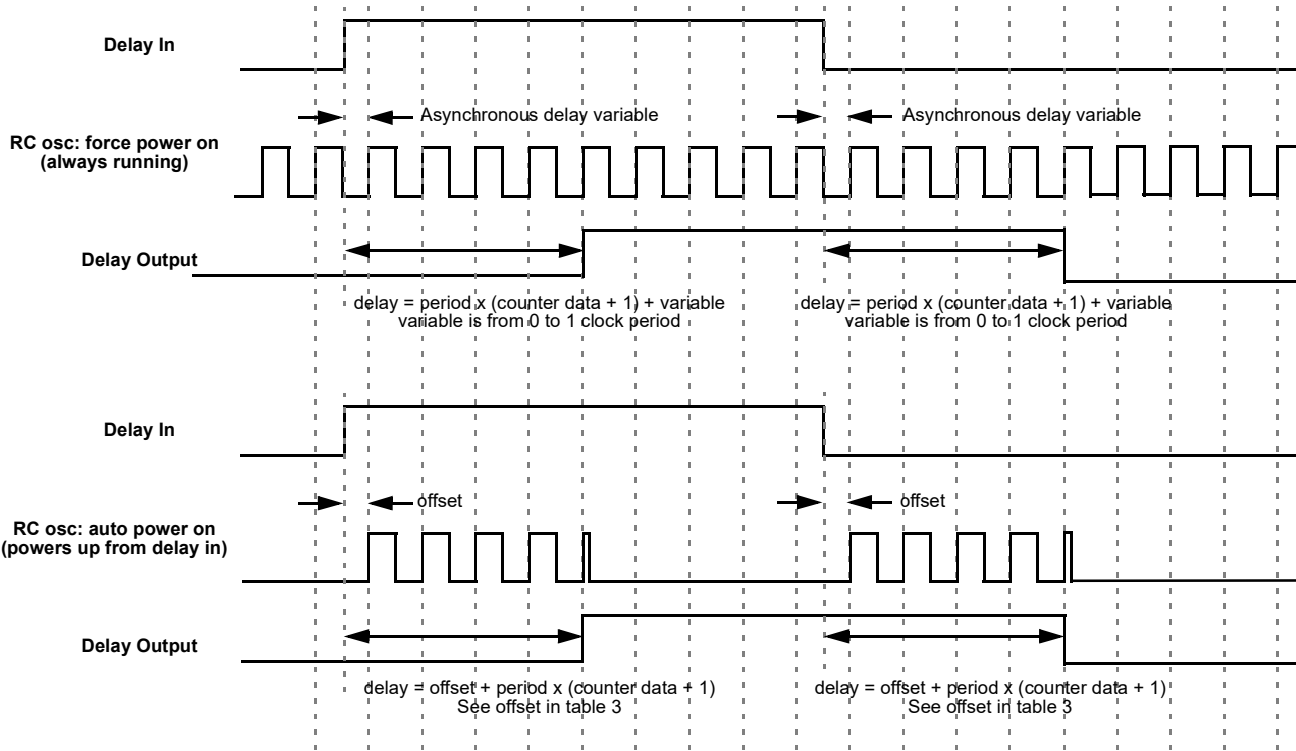 Delay In
Asynchronous delay variable
Asynchronous delay variable
RC osc: force power on
(always running)
Delay Output
delay = period x (counter data + 1) + variable
variable is from 0 to 1 clock period
delay = period x (counter data + 1) + variable
variable is from 0 to 1 clock period
Delay In
offset
offset
RC osc: auto power on
(powers up from delay in)
Delay Output
delay = offset + period x (counter data + 1)
See offset in table 3
delay = offset + period x (counter data + 1)
See offset in table 3